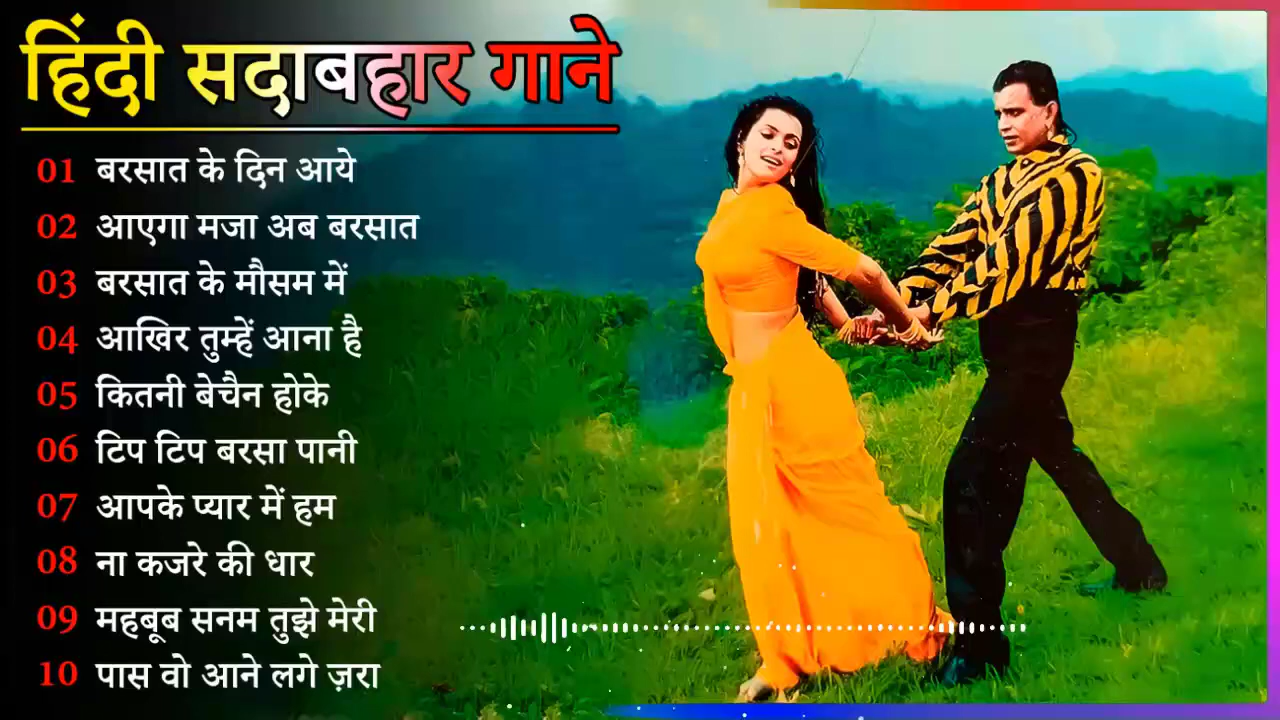 हिंदी सदाबहार गाने
01 बरसात के दिन आये
02 आएगा मजा अब बरसात
03 बरसात के मौसम में
04 आखिर तुम्हें आना है
05 कितनी बेचैन होके
06 टिप टिप बरसा पानी
07 आपके प्यार में हम
08 ना कजरे की धार
09 महबूब सनम तुझे मेरी
10 पास वो आने लगे ज़रा